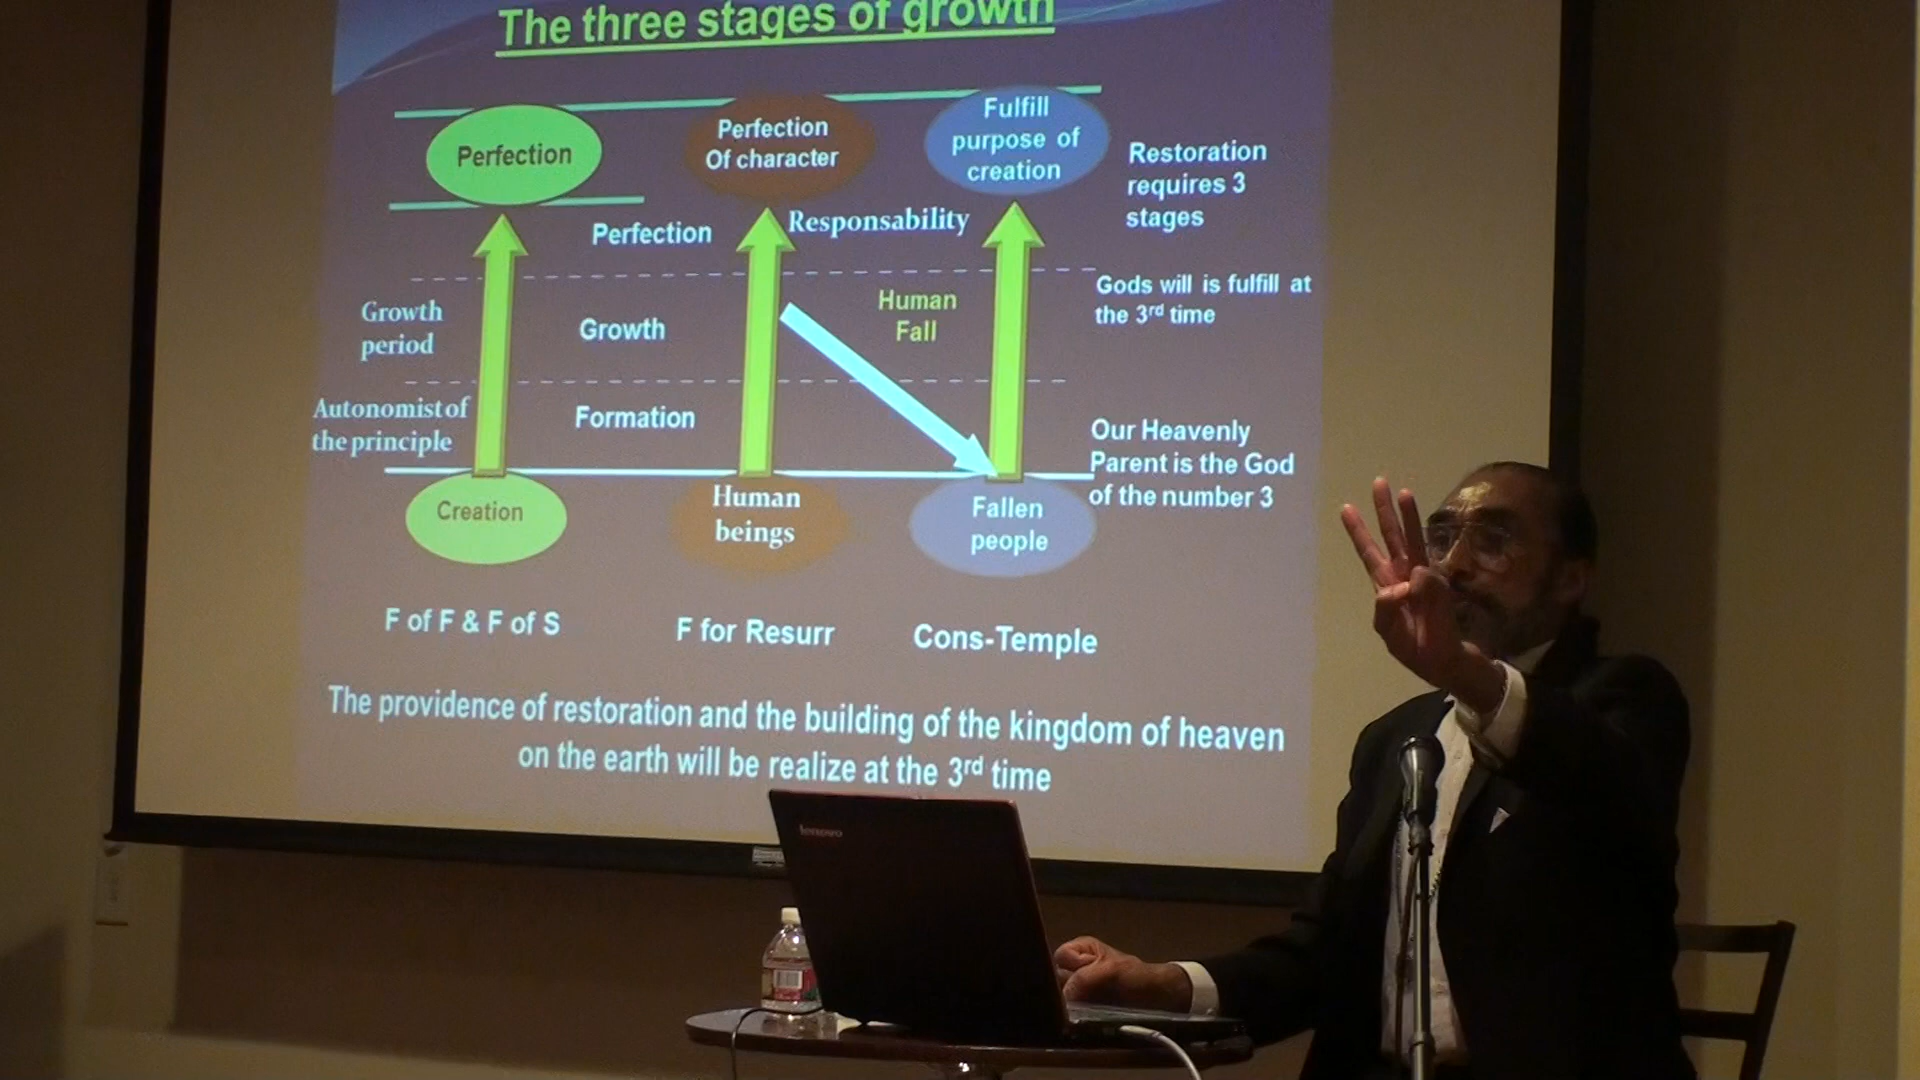 The three stages of growth
Perfection
Perfection
Of character
Fulfill
purpose of
creation
Restoration
requires 3
stages
Perfection
Responsability
Growth
period
Growth
Human
Fall
Gods will is fulfill at
the 3rd time
Autonomist of
the principle
Formation
Our Heavenly
Parent is the God
of the number 3
Creation
Human
beings
Fallen
people
F of F & F of S
F for Resurr
Cons-Temple
The providence of restoration and the building of the kingdom of heaven
on the earth will be realize at the 3rd time
lenovo